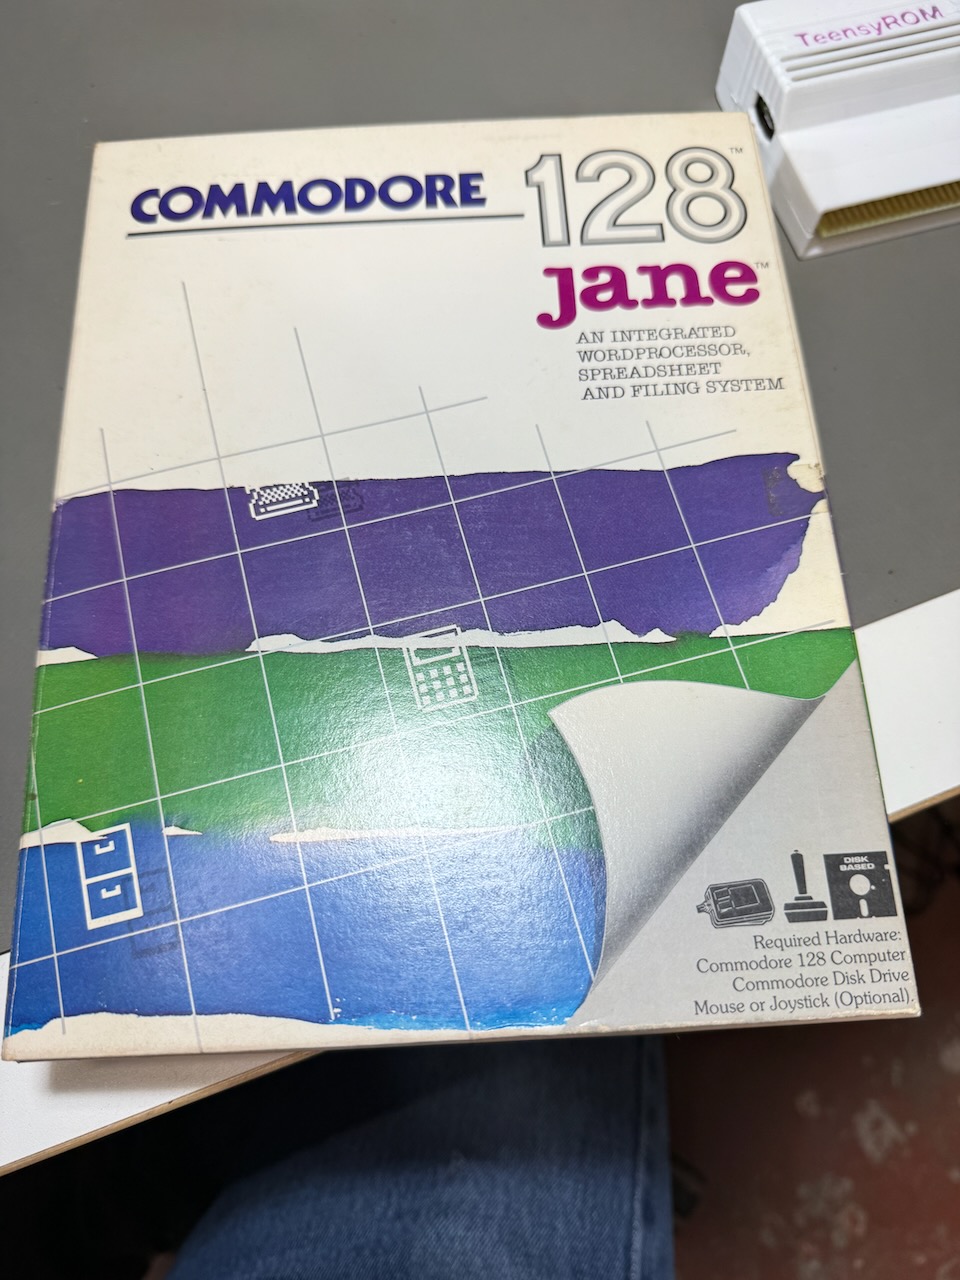 TeensyROM
COMMODORE 128™
jane™
AN INTEGRATED
WORDPROCESSOR,
SPREADSHEET
AND FILING SYSTEM
DISK
BASED
Required Hardware:
Commodore 128 Computer
Commodore Disk Drive
Mouse or Joystick (Optional).